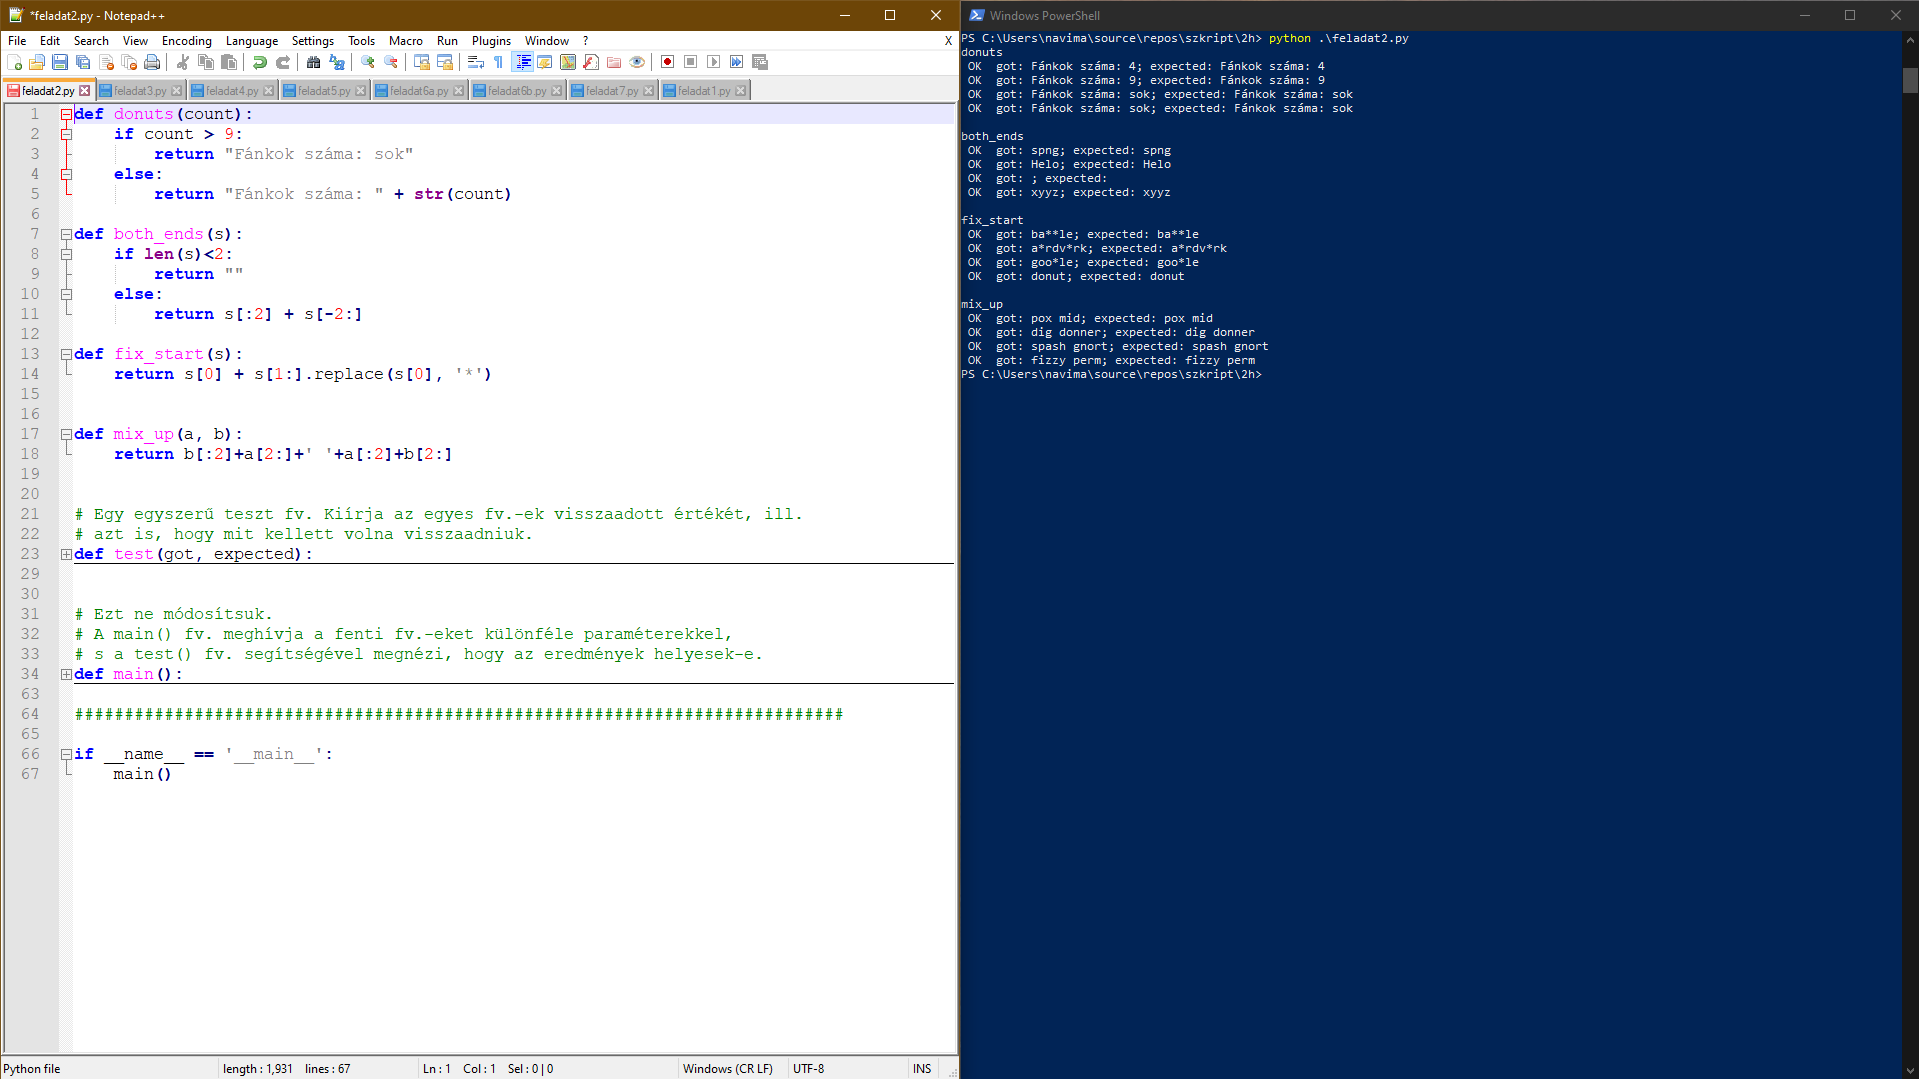 *feladat2.py - Notepad++
File Edit Search View Encoding Language Settings Tools Macro Run Plugins Window ? X
feladat2.py feladat3.py feladat4.py feladat5.py feladat6a.py feladat6b.py feladat7.py feladat1.py
1 def donuts(count):
2 if count > 9:
3 return "Fánkok száma: sok"
4 else:
5 return "Fánkok száma: " + str(count)
6
7 def both_ends(s):
8 if len(s)<2:
9 return ""
10 else:
11 return s[:2] + s[-2:]
12
13 def fix_start(s):
14 return s[0] + s[1:].replace(s[0], '*')
15
16
17 def mix_up(a, b):
18 return b[:2]+a[2:]+' '+a[:2]+b[2:]
19
20
21 # Egy egyszerű teszt fv. Kiírja az egyes fv.-ek visszaadott értékét, ill.
22 # azt is, hogy mit kellett volna visszaadniuk.
23 def test(got, expected):
29
30
31 # Ezt ne módosítsuk.
32 # A main() fv. meghívja a fenti fv.-eket különféle paraméterekkel,
33 # s a test() fv. segítségével megnézi, hogy az eredmények helyesek-e.
34 def main():
63
64 #############################################################################
65
66 if __name__ == '__main__':
67 main()
Python file length : 1,931 lines : 67 Ln : 1 Col : 1 Sel : 0 | 0 Windows (CR LF) UTF-8 INS
Windows PowerShell
PS C:\Users\navima\source\repos\szkript\2h> python .\feladat2.py
donuts
OK got: Fánkok száma: 4; expected: Fánkok száma: 4
OK got: Fánkok száma: 9; expected: Fánkok száma: 9
OK got: Fánkok száma: sok; expected: Fánkok száma: sok
OK got: Fánkok száma: sok; expected: Fánkok száma: sok
both_ends
OK got: spng; expected: spng
OK got: Helo; expected: Helo
OK got: ; expected:
OK got: xyyz; expected: xyyz
fix_start
OK got: ba**le; expected: ba**le
OK got: a*rdv*rk; expected: a*rdv*rk
OK got: goo*le; expected: goo*le
OK got: donut; expected: donut
mix_up
OK got: pox mid; expected: pox mid
OK got: dig donner; expected: dig donner
OK got: spash gnort; expected: spash gnort
OK got: fizzy perm; expected: fizzy perm
PS C:\Users\navima\source\repos\szkript\2h>